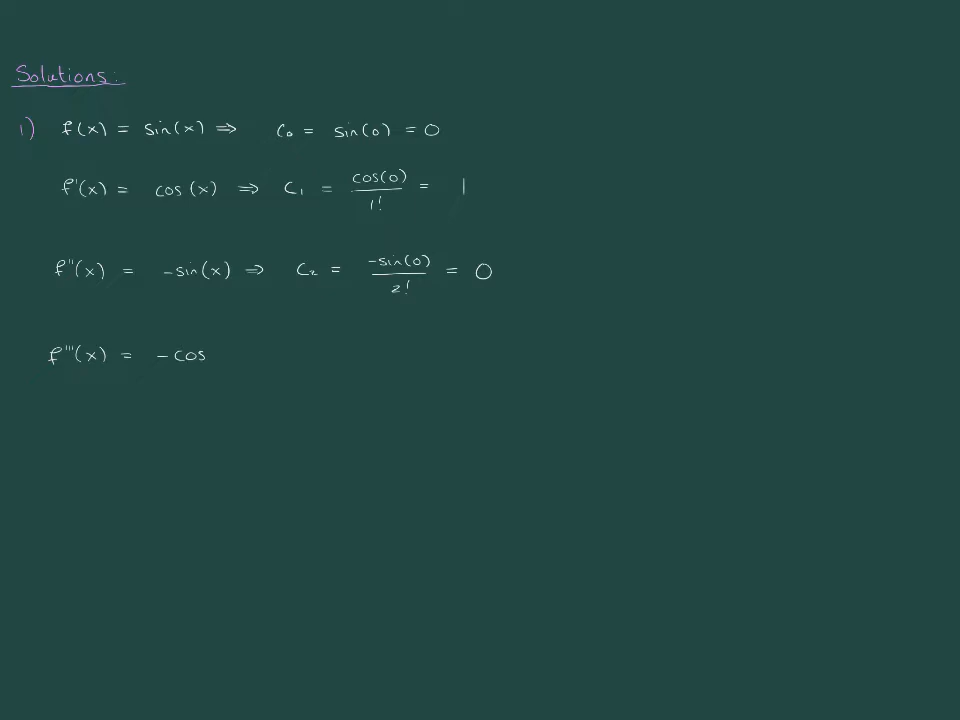 Solutions:
1) f(x) = sin(x) ⇒ C₀ = sin(0) = 0
f'(x) = cos(x) ⇒ C₁ = cos(0)/1! = 1
f''(x) = -sin(x) ⇒ C₂ = -sin(0)/2! = 0
f'''(x) = -cos